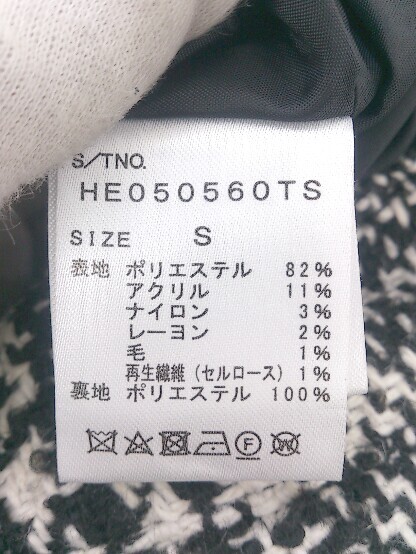 S/TNO.
HE050560TS
SIZE S
表地 ポリエステル 82%
アクリル 11%
ナイロン 3%
レーヨン 2%
毛 1%
再生繊維(セルロース) 1%
裏地 ポリエステル 100%
F W